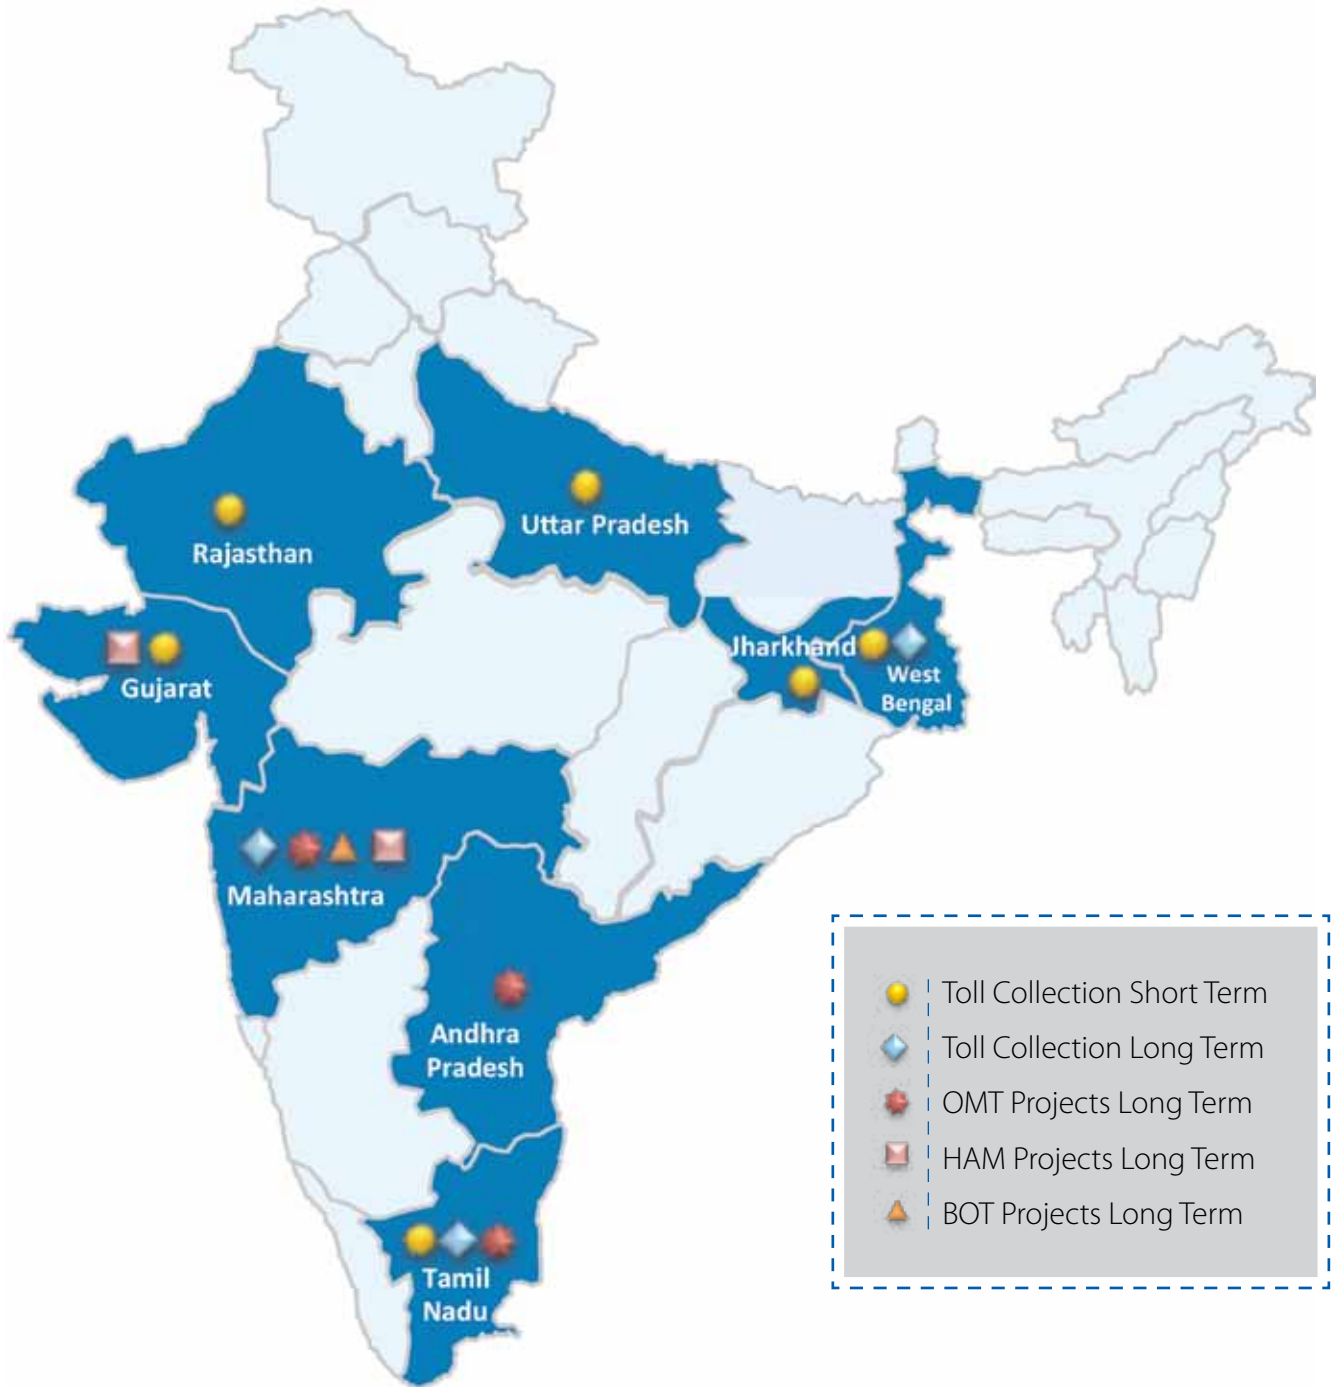 Uttar Pradesh
Rajasthan
Jharkhand
West
Bengal
Gujarat
Maharashtra
Andhra
Pradesh
Tamil
Nadu
Toll Collection Short Term
Toll Collection Long Term
OMT Projects Long Term
HAM Projects Long Term
BOT Projects Long Term